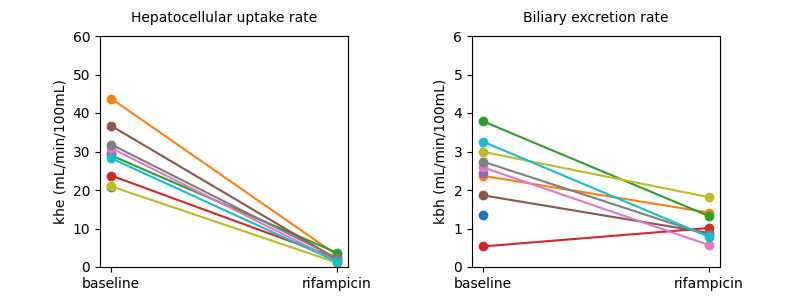 Hepatocellular uptake rate
khe (mL/min/100mL)
60
50
40
30
20
10
0
baseline rifampicin
Biliary excretion rate
kbh (mL/min/100mL)
6
5
4
3
2
1
0
baseline rifampicin